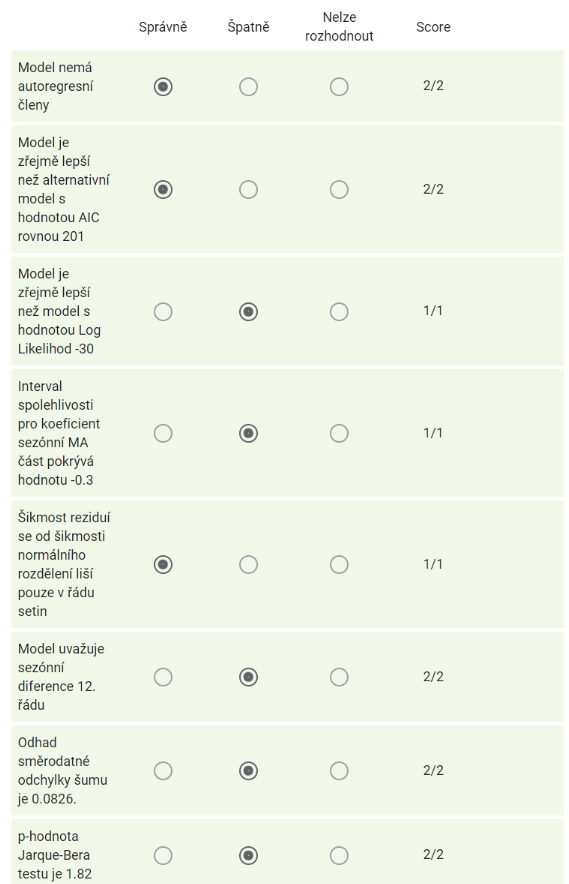 Správně Špatně Nelze rozhodnout Score
Model nemá
autoregresní
členy
2/2
Model je
zřejmě lepší
než alternativní
model s
hodnotou AIC
rovnou 201
2/2
Model je
zřejmě lepší
než model s
hodnotou Log
Likelihod -30
1/1
Interval
spolehlivosti
pro koeficient
sezónní MA
část pokrývá
hodnotu -0.3
1/1
Šikmost reziduí
se od šikmosti
normálního
rozdělení liší
pouze v řádu
setin
1/1
Model uvažuje
sezónní
diference 12.
řádu
2/2
Odhad
směrodatné
odchylky šumu
je 0.0826.
2/2
p-hodnota
Jarque-Bera
testu je 1.82
2/2